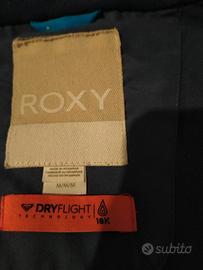 ROXY
M/M/M
DRYFLIGHT
TECHNOLOGY
10K
subito